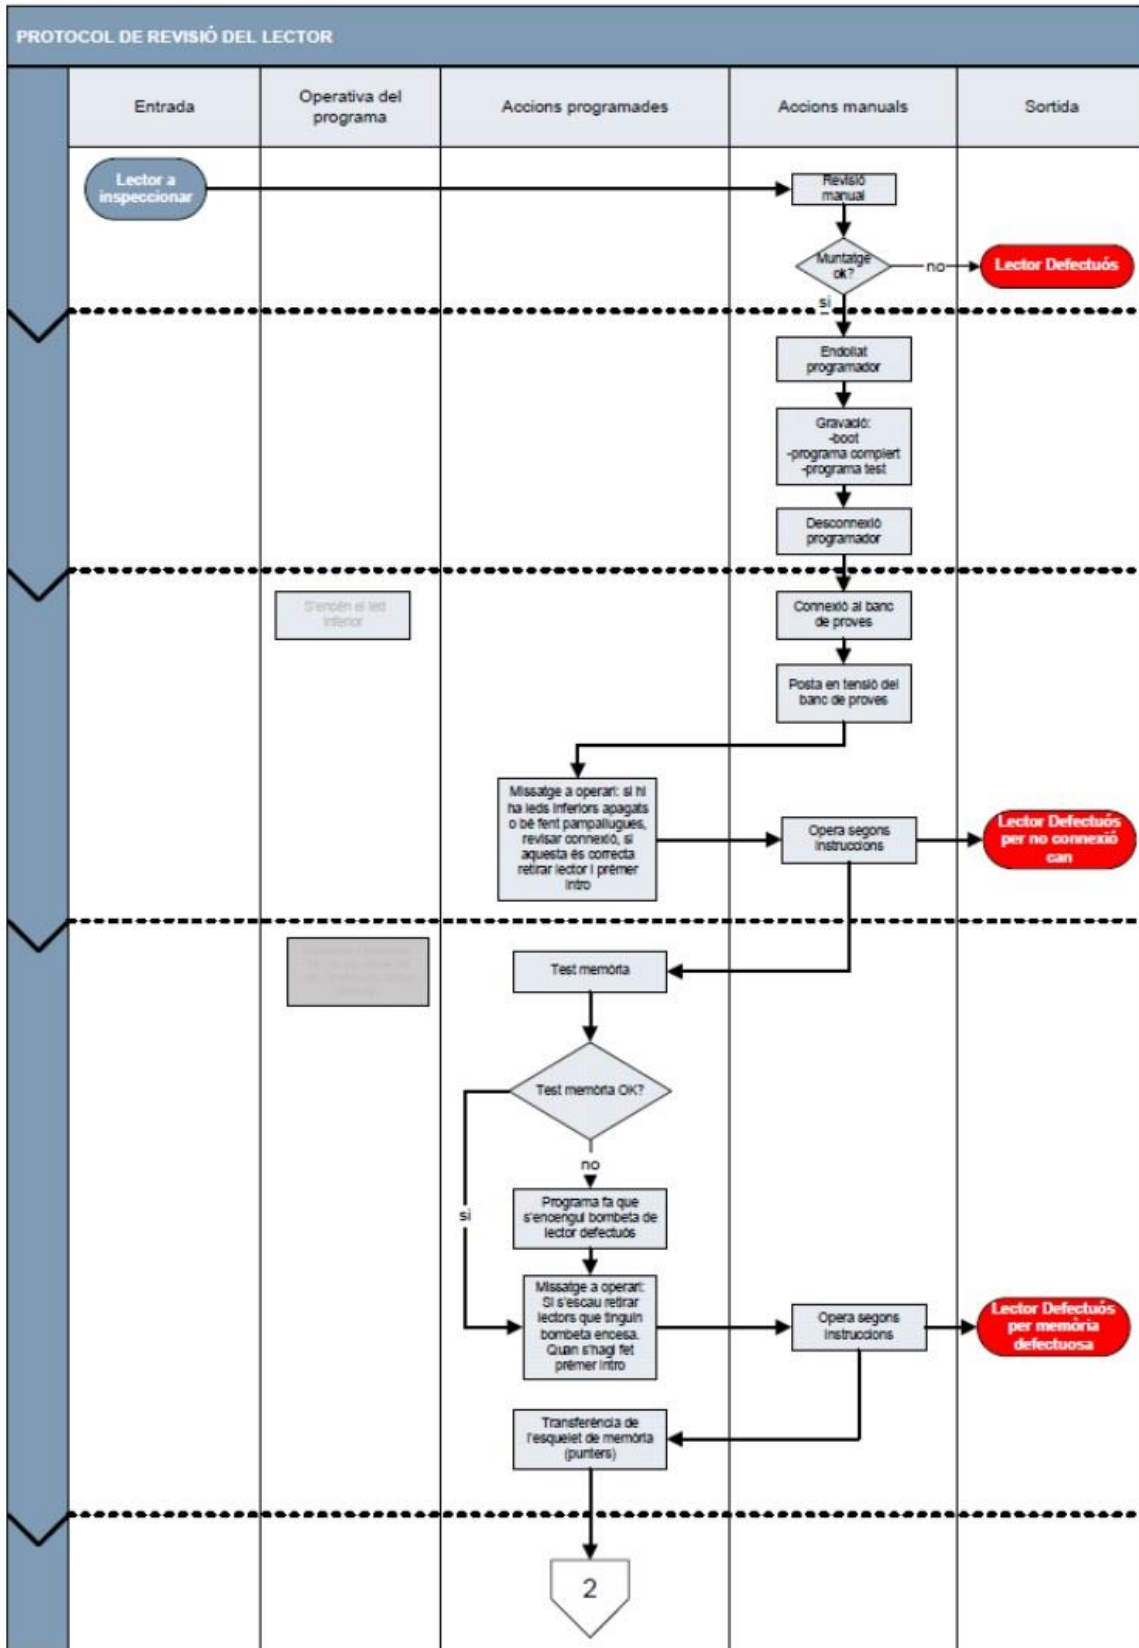 PROTOCOL DE REVISIÓ DEL LECTOR
Entrada
Operativa del
programa
Accions programades
Accions manuals
Sortida
Lector a
inspeccionar
Revisió
manual
Muntatge
ok?
no
Lector Defectuós
si
Endollat
programador
Gravació:
-boot
-programa complert
-programa test
Desconnexió
programador
S'encén el led
inferior
Connexió al banc
de proves
Posta en tensió del
banc de proves
Missatge a operari: si hi
ha leds inferiors apagats
o bé fent pampallugues,
revisar connexió, si
aquesta és correcta
retirar lector i prémer
intro
Opera segons
instruccions
Lector Defectuós
per no connexió
can
Test memòria
Test memòria OK?
no
si
Programa fa que
s'encengui bombeta de
lector defectuós
Missatge a operari:
Si s'escau retirar
lectors que tinguin
bombeta encesa.
Quan s'hagi fet
prémer intro
Opera segons
instruccions
Lector Defectuós
per memòria
defectuosa
Transferència de
l'esquelet de memòria
(punters)
2